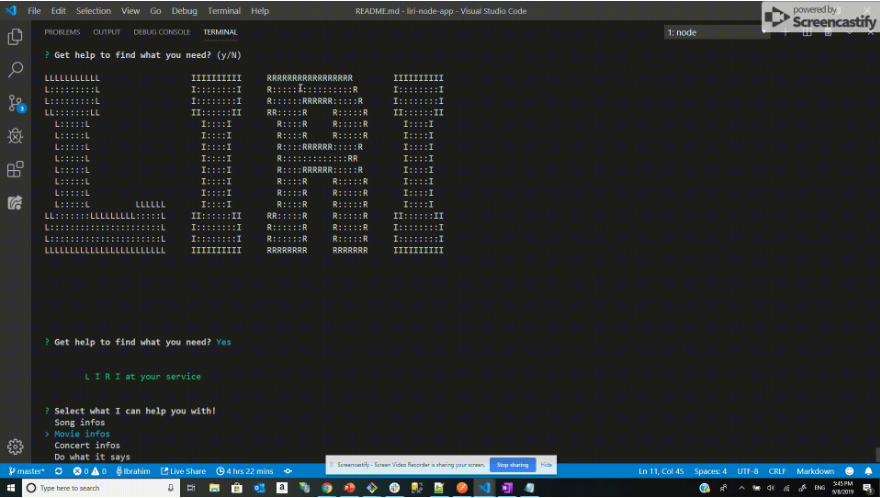 File Edit Selection View Go Debug Terminal Help
README.md - liri-node-app - Visual Studio Code
powered by
Screencastify
PROBLEMS OUTPUT DEBUG CONSOLE TERMINAL
1: node
? Get help to find what you need? (y/N)
LLLLLLLLLLL IIIIIIIIII RRRRRRRRRRRRRRRRR IIIIIIIIII
L:::::::::L I::::::::I R::::::::::::::::R I::::::::I
L:::::::::L I::::::::I R::::::RRRRRR:::::R I::::::::I
LL:::::::LL II::::::II RR:::::R R:::::R II::::::II
L:::::L I::::I R::::R R:::::R I::::I
L:::::L I::::I R::::R R:::::R I::::I
L:::::L I::::I R::::RRRRRR:::::R I::::I
L:::::L I::::I R:::::::::::::RR I::::I
L:::::L I::::I R::::RRRRRR:::::R I::::I
L:::::L I::::I R::::R R:::::R I::::I
L:::::L I::::I R::::R R:::::R I::::I
L:::::L LLLLLL I::::I R::::R R:::::R I::::I
LL:::::::LLLLLLLLL:::::L II::::::II RR:::::R R:::::R II::::::II
L::::::::::::::::::::::L I::::::::I R::::::R R:::::R I::::::::I
L::::::::::::::::::::::L I::::::::I R::::::R R:::::R I::::::::I
LLLLLLLLLLLLLLLLLLLLLLLL IIIIIIIIII RRRRRRRR RRRRRRR IIIIIIIIII
? Get help to find what you need? Yes
L I R I at your service
? Select what I can help you with!
Song infos
> Movie infos
Concert infos
Do what it says
Screencastify - Screen Video Recorder is sharing your screen. Stop sharing Hide
master* 0 0 Ibrahim Live Share 4 hrs 22 mins Ln 11, Col 45 Spaces: 4 UTF-8 CRLF Markdown
Type here to search
ENG
3:45 PM
9/8/2019